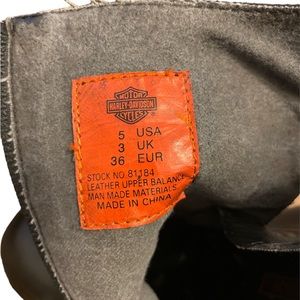 MOTOR
HARLEY-DAVIDSON
CYCLES
5 USA
3 UK
36 EUR
STOCK NO 81184
LEATHER UPPER BALANCE
MAN MADE MATERIALS
MADE IN CHINA